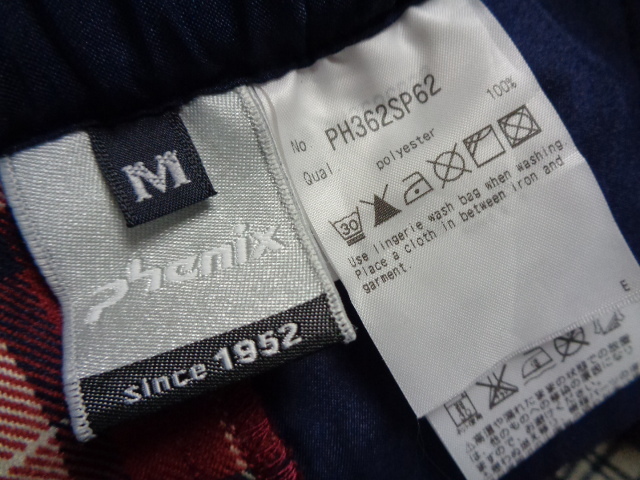 M
phenix
since 1952
No PH362SP62
Qual. polyester 100%
30
Use lingerie wash bag when washing.
Place a cloth in between iron and
garment.
E